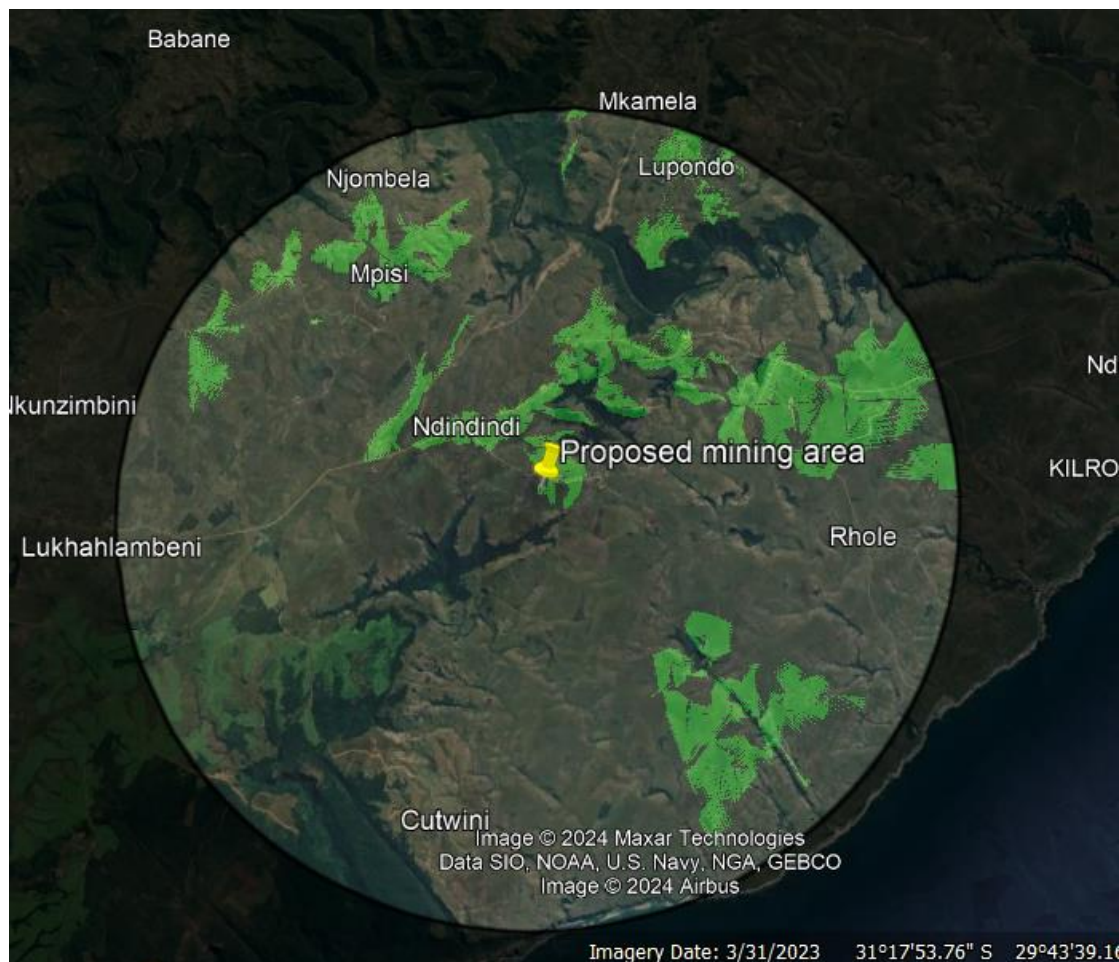 Babane
Mkamela
Lupondo
Njombela
Mpisi
Nd
Nkunzimbini
Ndindindi
Proposed mining area
KILRO
Rhole
Lukhahlambeni
Cutwini
Image © 2024 Maxar Technologies
Data SIO, NOAA, U.S. Navy, NGA, GEBCO
Image © 2024 Airbus
Imagery Date: 3/31/2023 31°17'53.76" S 29°43'39.16